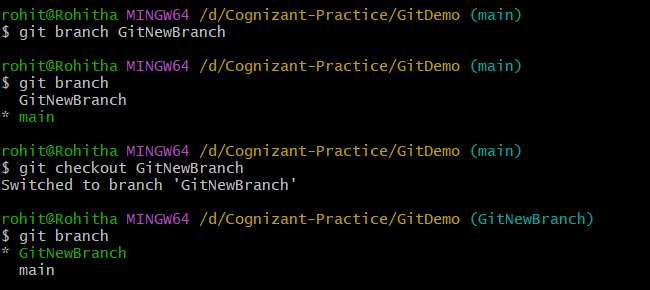 rohit@Rohitha MINGW64 /d/Cognizant-Practice/GitDemo (main)
$ git branch GitNewBranch
rohit@Rohitha MINGW64 /d/Cognizant-Practice/GitDemo (main)
$ git branch
  GitNewBranch
* main
rohit@Rohitha MINGW64 /d/Cognizant-Practice/GitDemo (main)
$ git checkout GitNewBranch
Switched to branch 'GitNewBranch'
rohit@Rohitha MINGW64 /d/Cognizant-Practice/GitDemo (GitNewBranch)
$ git branch
* GitNewBranch
  main